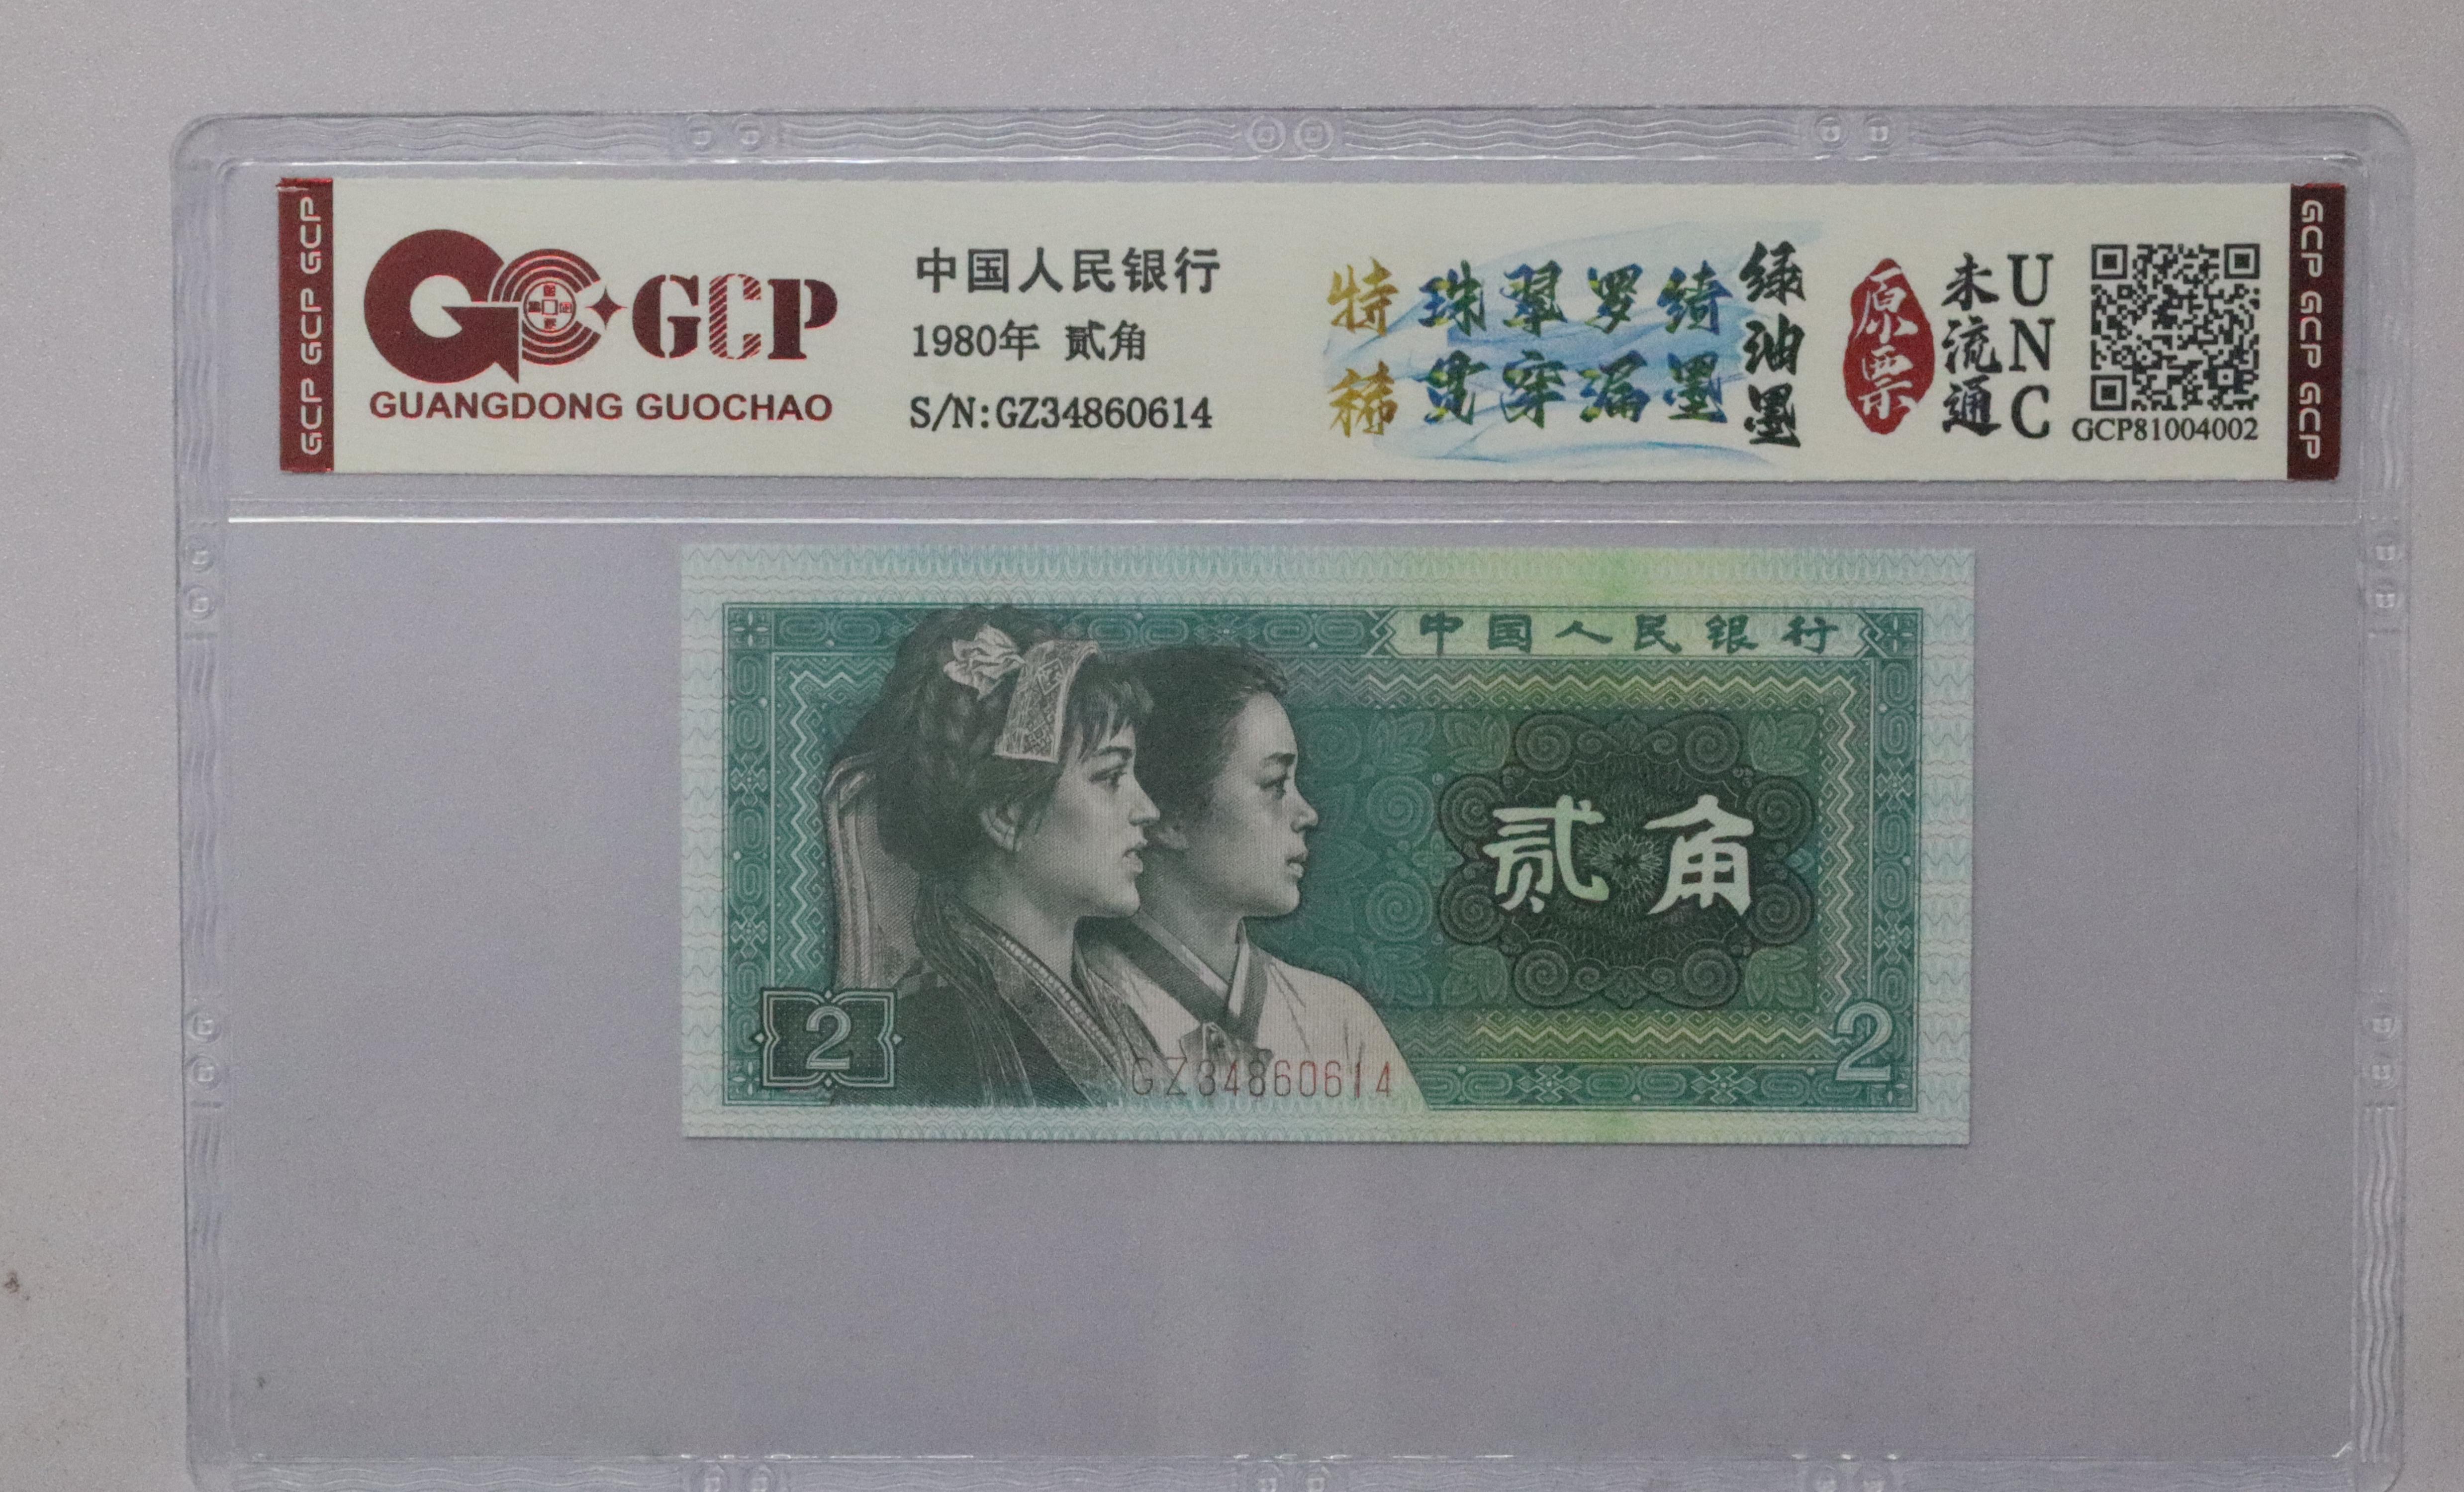 GCP GCP GCP
GCP
GUANGDONG GUOCHAO
中国人民银行
1980年 贰角
S/N:GZ34860614
特稀
珠翠罗绮
贯穿漏墨
绿油墨
原票
未流通
UNC
GCP81004002
GCP GCP GCP
中国人民银行
贰角
2
2
GZ34860614